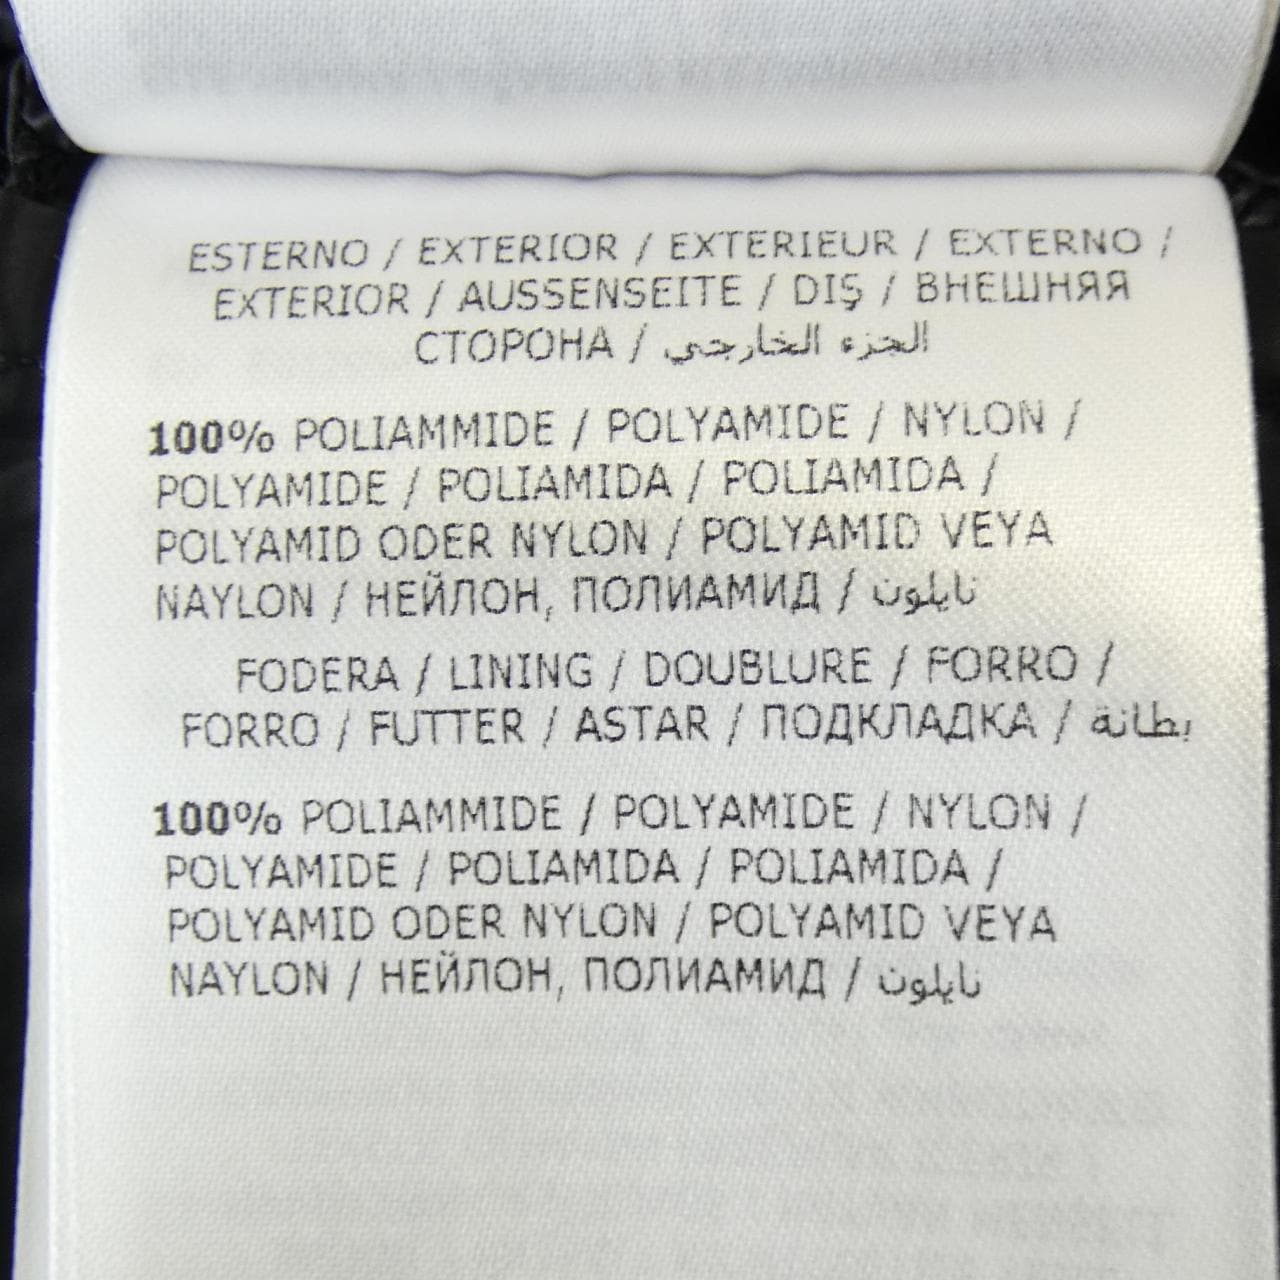 ESTERNO / EXTERIOR / EXTERIEUR / EXTERNO /
EXTERIOR / AUSSENSEITE / DIŞ / ВНЕШНЯЯ
СТОРОНА / الجزء الخارجي
100% POLIAMMIDE / POLYAMIDE / NYLON /
POLYAMIDE / POLIAMIDA / POLIAMIDA /
POLYAMID ODER NYLON / POLYAMID VEYA
NAYLON / НЕЙЛОН, ПОЛИАМИД / نايلون
FODERA / LINING / DOUBLURE / FORRO /
FORRO / FUTTER / ASTAR / ПОДКЛАДКА / بطانة
100% POLIAMMIDE / POLYAMIDE / NYLON /
POLYAMIDE / POLIAMIDA / POLIAMIDA /
POLYAMID ODER NYLON / POLYAMID VEYA
NAYLON / НЕЙЛОН, ПОЛИАМИД / نايلون